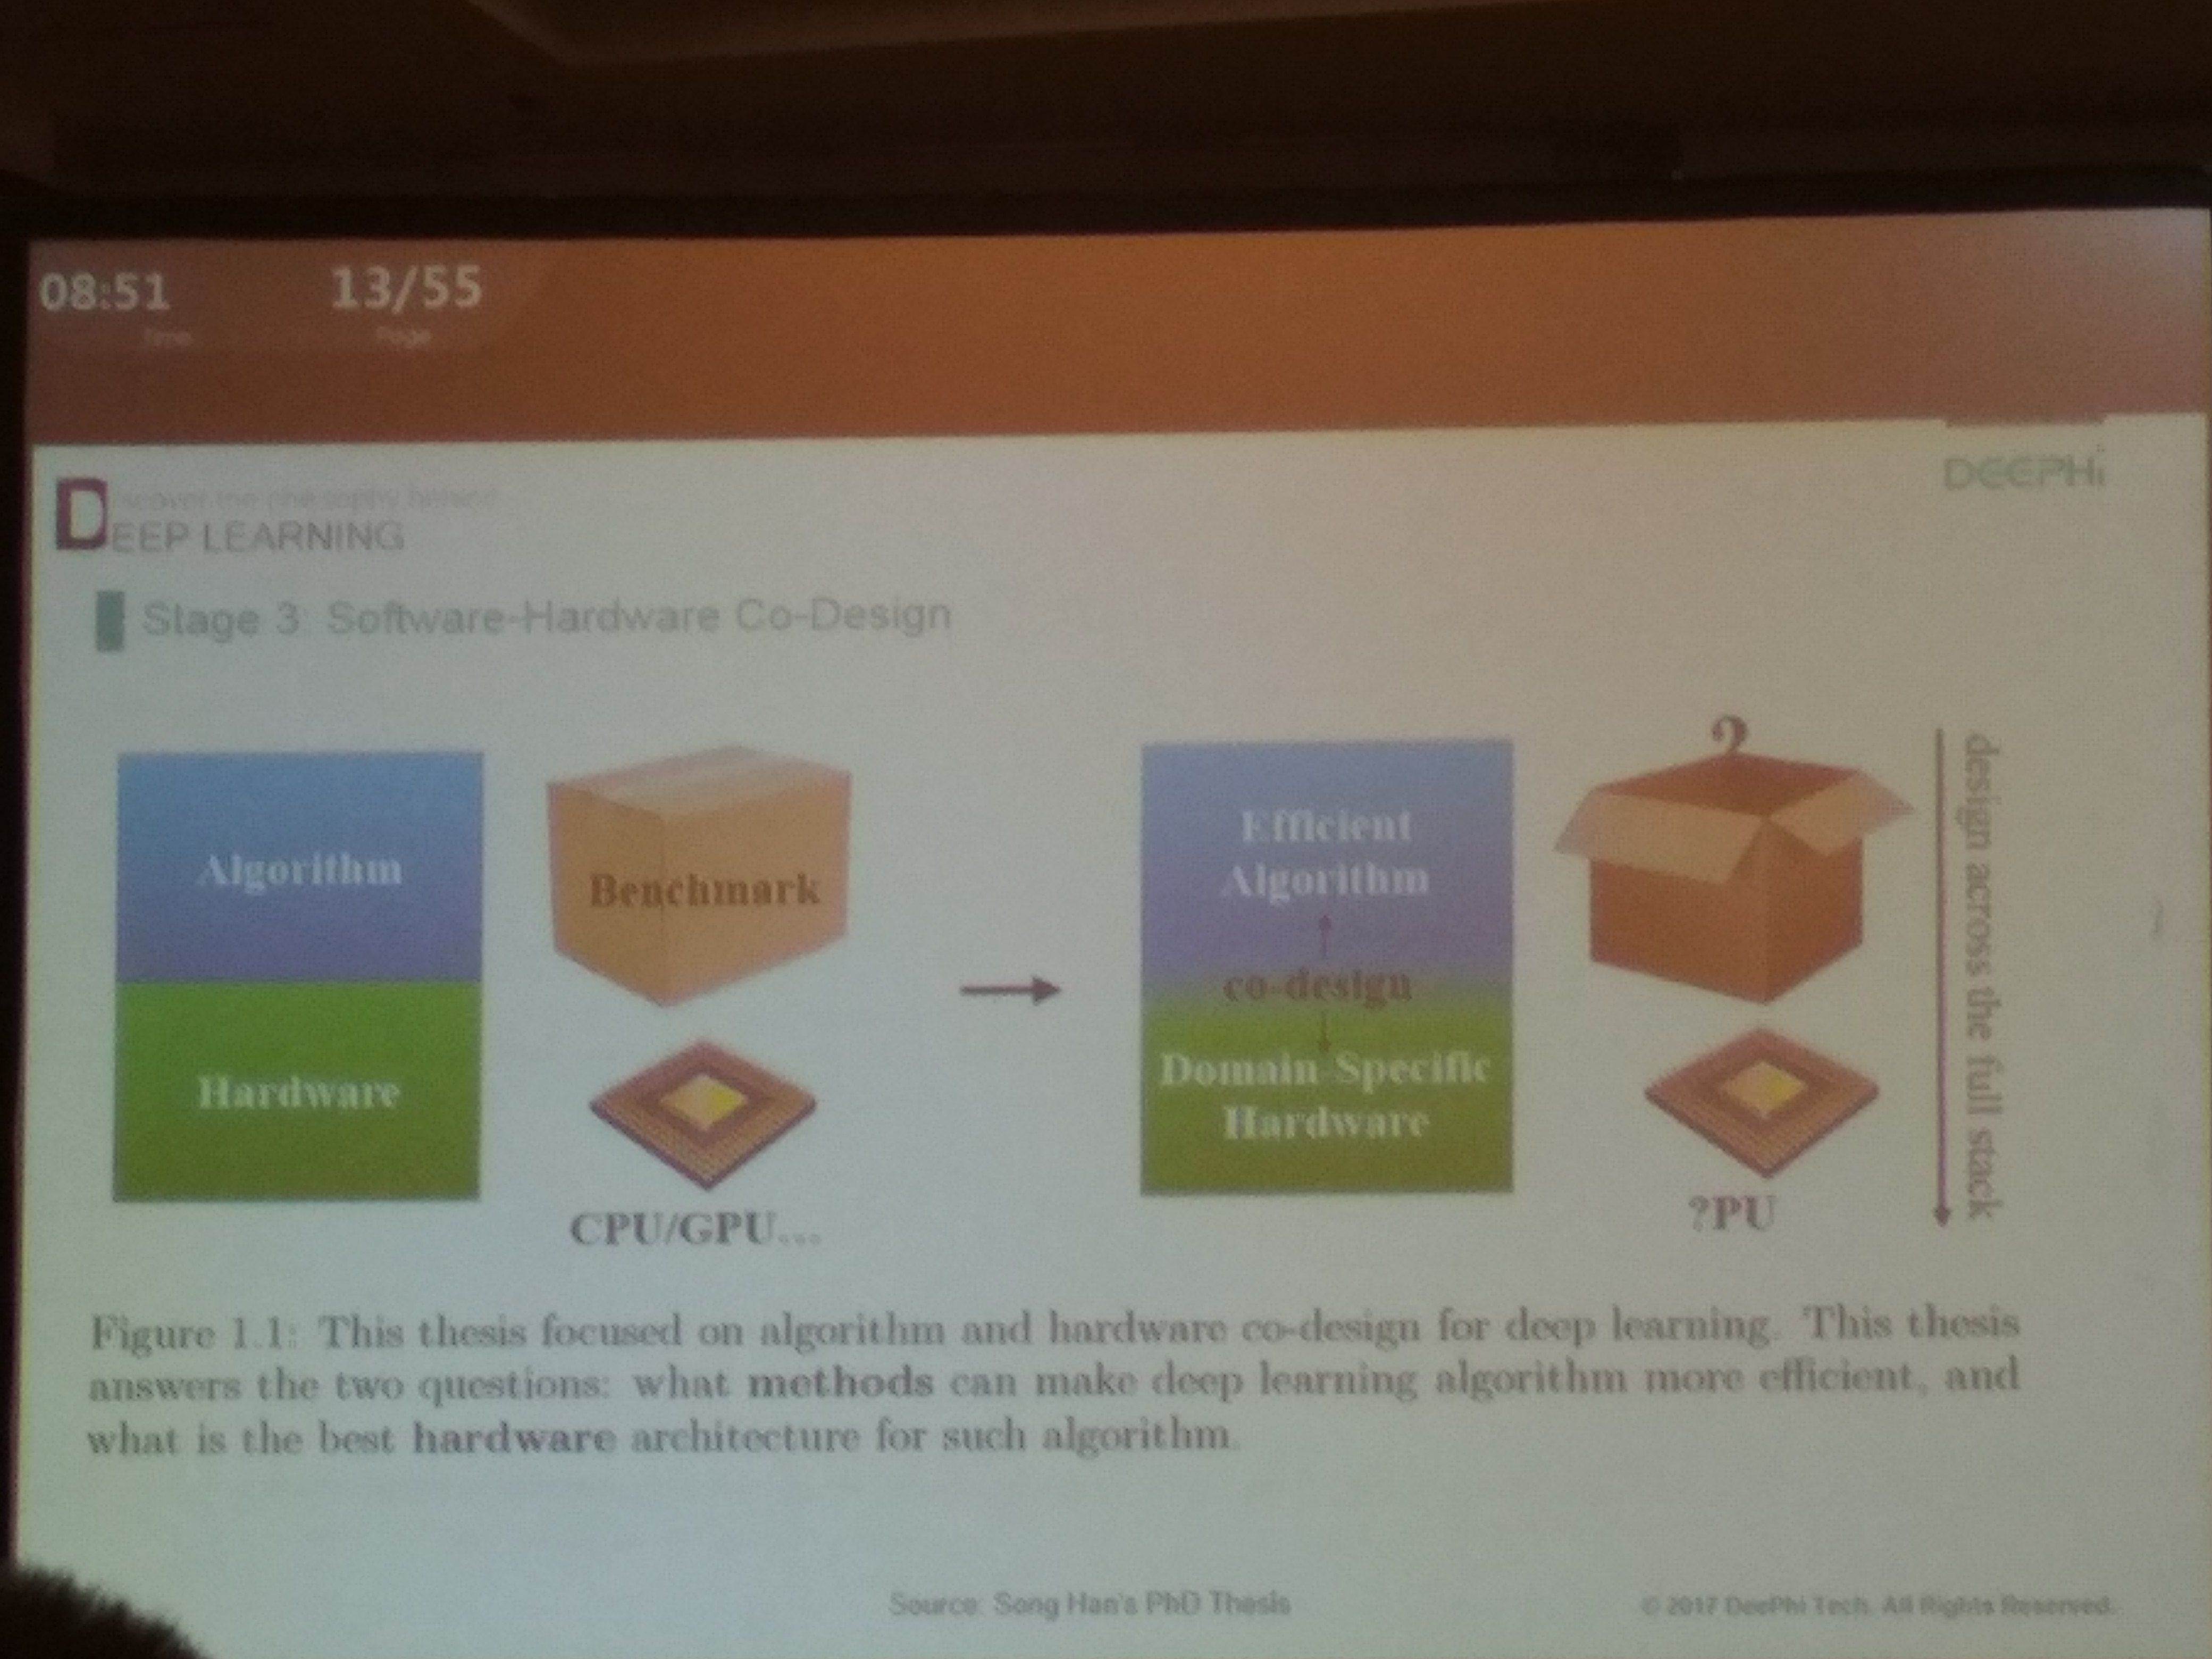 08:51
13/55
Time
Page
DEEPHi
Discover the philosophy behind
DEEP LEARNING
Stage 3: Software-Hardware Co-Design
Algorithm
Hardware
Benchmark
CPU/GPU...
Efficient
Algorithm
co-design
Domain-Specific
Hardware
?
?PU
design across the full stack
Figure 1.1: This thesis focused on algorithm and hardware co-design for deep learning. This thesis
answers the two questions: what methods can make deep learning algorithm more efficient, and
what is the best hardware architecture for such algorithm.
Source: Song Han's PhD Thesis
© 2017 DeePhi Tech. All Rights Reserved.